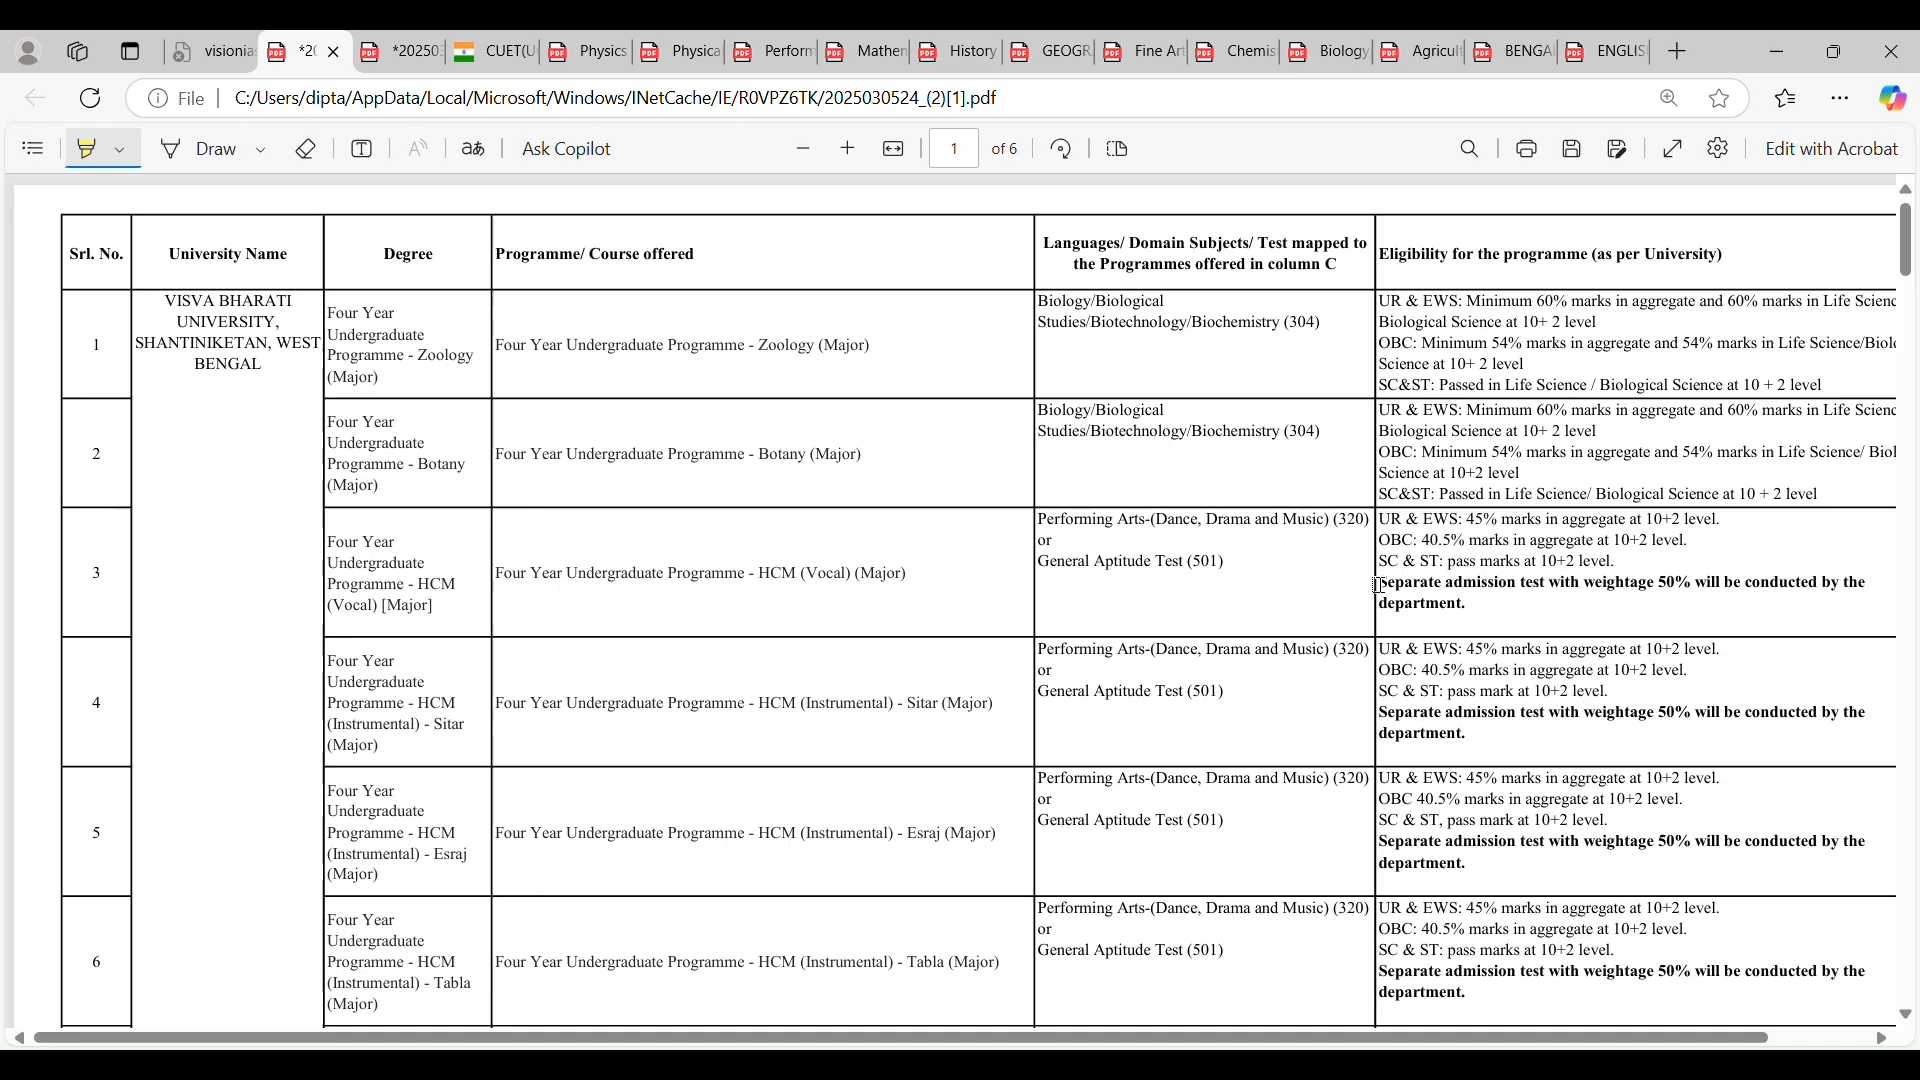 visionia
*20
*20250
CUET(U
Physics
Physica
Perform
Mather
History
GEOGR
Fine Ar
Chemis
Biology
Agricult
BENGA
ENGLIS
File
C:/Users/dipta/AppData/Local/Microsoft/Windows/INetCache/IE/R0VPZ6TK/2025030524_(2)[1].pdf
Draw
Ask Copilot
1 of 6
Edit with Acrobat
Srl. No.
University Name
Degree
Programme/ Course offered
Languages/ Domain Subjects/ Test mapped to
the Programmes offered in column C
Eligibility for the programme (as per University)
1
VISVA BHARATI
UNIVERSITY,
SHANTINIKETAN, WEST
BENGAL
Four Year
Undergraduate
Programme - Zoology
(Major)
Four Year Undergraduate Programme - Zoology (Major)
Biology/Biological
Studies/Biotechnology/Biochemistry (304)
UR & EWS: Minimum 60% marks in aggregate and 60% marks in Life Scienc
Biological Science at 10+ 2 level
OBC: Minimum 54% marks in aggregate and 54% marks in Life Science/Biol
Science at 10+ 2 level
SC&ST: Passed in Life Science / Biological Science at 10 + 2 level
2
Four Year
Undergraduate
Programme - Botany
(Major)
Four Year Undergraduate Programme - Botany (Major)
Biology/Biological
Studies/Biotechnology/Biochemistry (304)
UR & EWS: Minimum 60% marks in aggregate and 60% marks in Life Scienc
Biological Science at 10+ 2 level
OBC: Minimum 54% marks in aggregate and 54% marks in Life Science/ Biol
Science at 10+2 level
SC&ST: Passed in Life Science/ Biological Science at 10 + 2 level
3
Four Year
Undergraduate
Programme - HCM
(Vocal) [Major]
Four Year Undergraduate Programme - HCM (Vocal) (Major)
Performing Arts-(Dance, Drama and Music) (320)
or
General Aptitude Test (501)
UR & EWS: 45% marks in aggregate at 10+2 level.
OBC: 40.5% marks in aggregate at 10+2 level.
SC & ST: pass marks at 10+2 level.
Separate admission test with weightage 50% will be conducted by the
department.
4
Four Year
Undergraduate
Programme - HCM
(Instrumental) - Sitar
(Major)
Four Year Undergraduate Programme - HCM (Instrumental) - Sitar (Major)
Performing Arts-(Dance, Drama and Music) (320)
or
General Aptitude Test (501)
UR & EWS: 45% marks in aggregate at 10+2 level.
OBC: 40.5% marks in aggregate at 10+2 level.
SC & ST: pass mark at 10+2 level.
Separate admission test with weightage 50% will be conducted by the
department.
5
Four Year
Undergraduate
Programme - HCM
(Instrumental) - Esraj
(Major)
Four Year Undergraduate Programme - HCM (Instrumental) - Esraj (Major)
Performing Arts-(Dance, Drama and Music) (320)
or
General Aptitude Test (501)
UR & EWS: 45% marks in aggregate at 10+2 level.
OBC 40.5% marks in aggregate at 10+2 level.
SC & ST, pass mark at 10+2 level.
Separate admission test with weightage 50% will be conducted by the
department.
6
Four Year
Undergraduate
Programme - HCM
(Instrumental) - Tabla
(Major)
Four Year Undergraduate Programme - HCM (Instrumental) - Tabla (Major)
Performing Arts-(Dance, Drama and Music) (320)
or
General Aptitude Test (501)
UR & EWS: 45% marks in aggregate at 10+2 level.
OBC: 40.5% marks in aggregate at 10+2 level.
SC & ST: pass marks at 10+2 level.
Separate admission test with weightage 50% will be conducted by the
department.